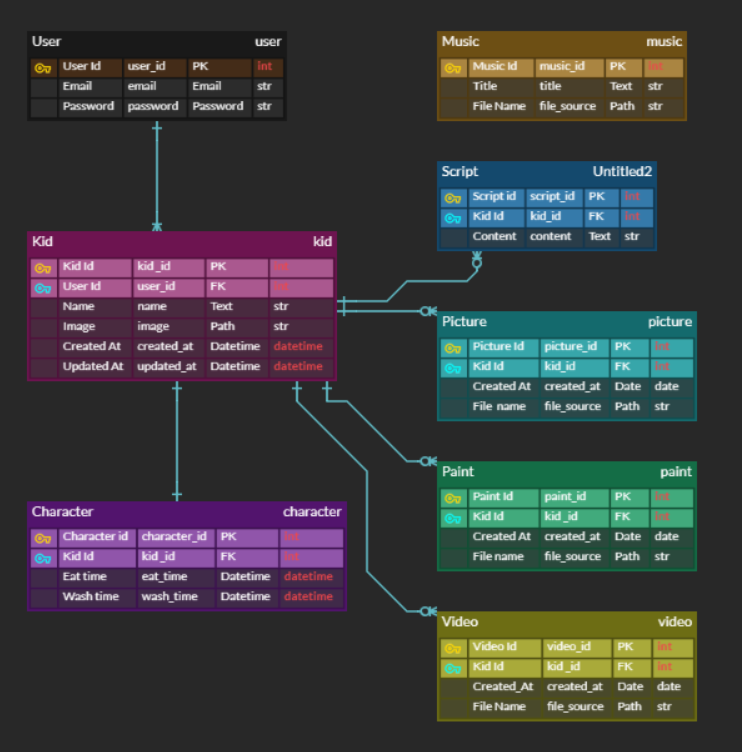 User user
User Id user_id PK int
Email email Email str
Password password Password str
Music music
Music Id music_id PK int
Title title Text str
File Name file_source Path str
Script Untitled2
Script id script_id PK int
Kid Id kid_id FK int
Content content Text str
Kid kid
Kid Id kid_id PK int
User Id user_id FK int
Name name Text str
Image image Path str
Created At created_at Datetime datetime
Updated At updated_at Datetime datetime
Picture picture
Picture Id picture_id PK int
Kid Id kid_id FK int
Created At created_at Date date
File name file_source Path str
Paint paint
Paint Id paint_id PK int
Kid Id kid_id FK int
Created At created_at Date date
File name file_source Path str
Character character
Character id character_id PK int
Kid Id kid_id FK int
Eat time eat_time Datetime datetime
Wash time wash_time Datetime datetime
Video video
Video Id video_id PK int
Kid Id kid_id FK int
Created_At created_at Date date
File Name file_source Path str